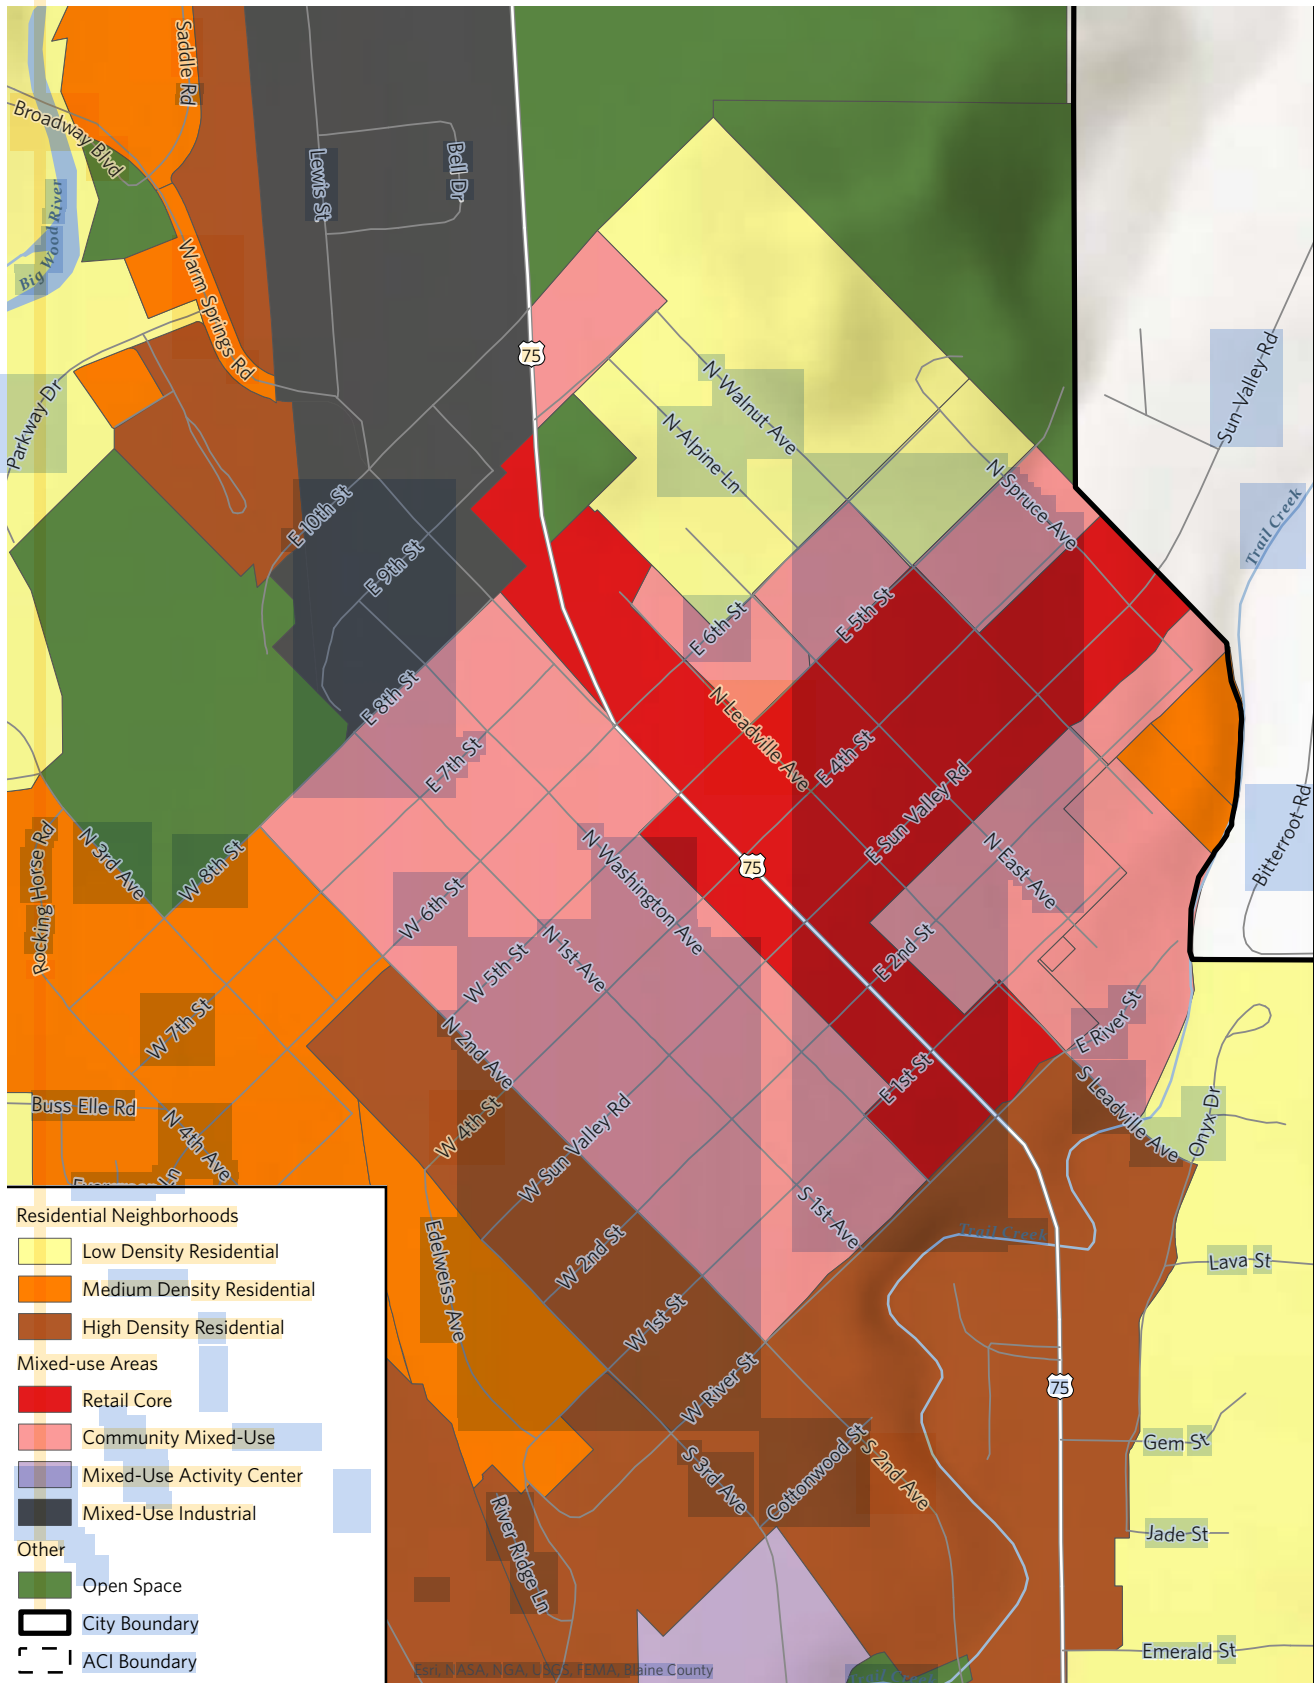 Saddle Rd
Broadway Blvd
Lewis St
Bell Dr
Big Wood River
Warm Springs Rd
75
Sun Valley Rd
N Walnut Ave
Parkway Dr
N Alpine Ln
N Spruce Ave
Trail Creek
E 10th St
E 9th St
E 6th St
E 5th St
E 8th St
N Leadville Ave
E 7th St
E 4th St
E Sun Valley Rd
Rocking Horse Rd
N 3rd Ave
W 8th St
N Washington Ave
75
N East Ave
Bitterroot Rd
W 6th St
N 1st Ave
W 5th St
E 2nd St
W 7th St
N 2nd Ave
E River St
E 1st St
Buss Elle Rd
N 4th Ave
W 4th St
W Sun Valley Rd
S Leadville Ave
Onyx Dr
S 1st Ave
Trail Creek
Edelweiss Ave
W 2nd St
Lava St
W 1st St
W River St
75
S 3rd Ave
Cottonwood St
S 2nd Ave
Gem St
River Ridge Ln
Jade St
Emerald St
Residential Neighborhoods
Low Density Residential
Medium Density Residential
High Density Residential
Mixed-use Areas
Retail Core
Community Mixed-Use
Mixed-Use Activity Center
Mixed-Use Industrial
Other
Open Space
City Boundary
ACI Boundary
Esri, NASA, NGA, USGS, FEMA, Blaine County